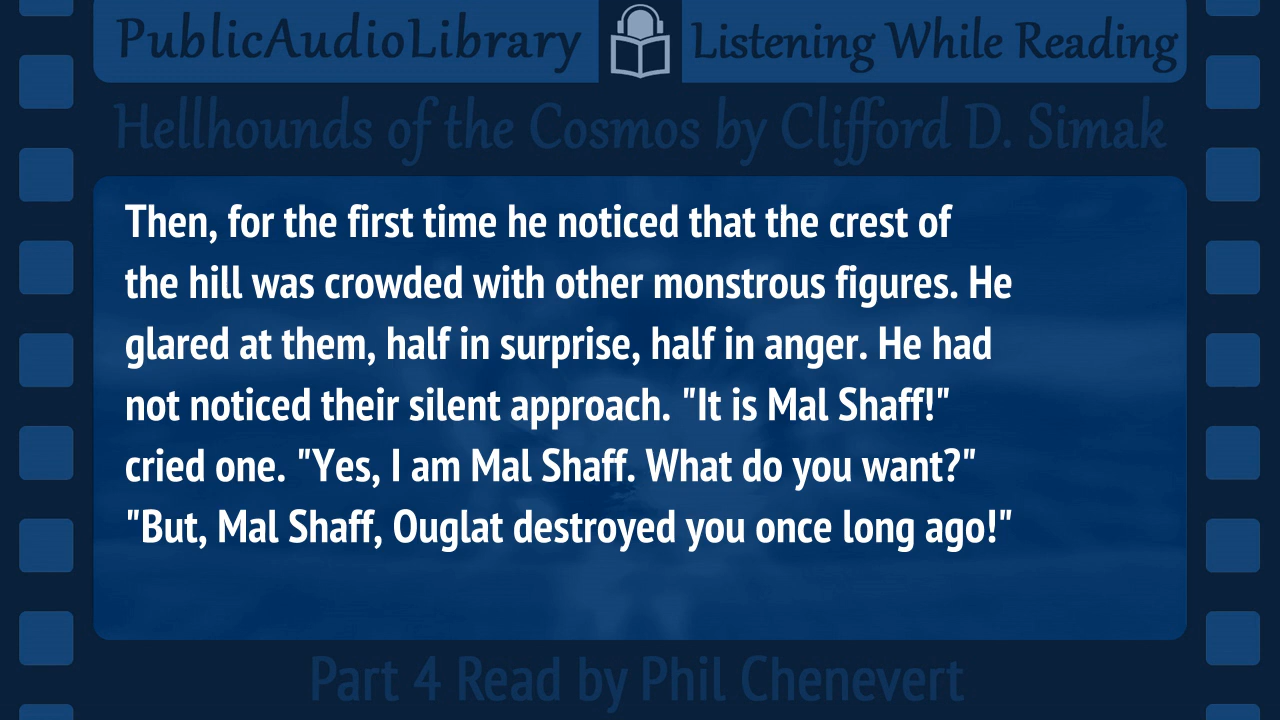 PublicAudioLibrary Listening While Reading
Hellhounds of the Cosmos by Clifford D. Simak
Then, for the first time he noticed that the crest of
the hill was crowded with other monstrous figures. He
glared at them, half in surprise, half in anger. He had
not noticed their silent approach. "It is Mal Shaff!"
cried one. "Yes, I am Mal Shaff. What do you want?"
"But, Mal Shaff, Ouglat destroyed you once long ago!"
Part 4 Read by Phil Chenevert